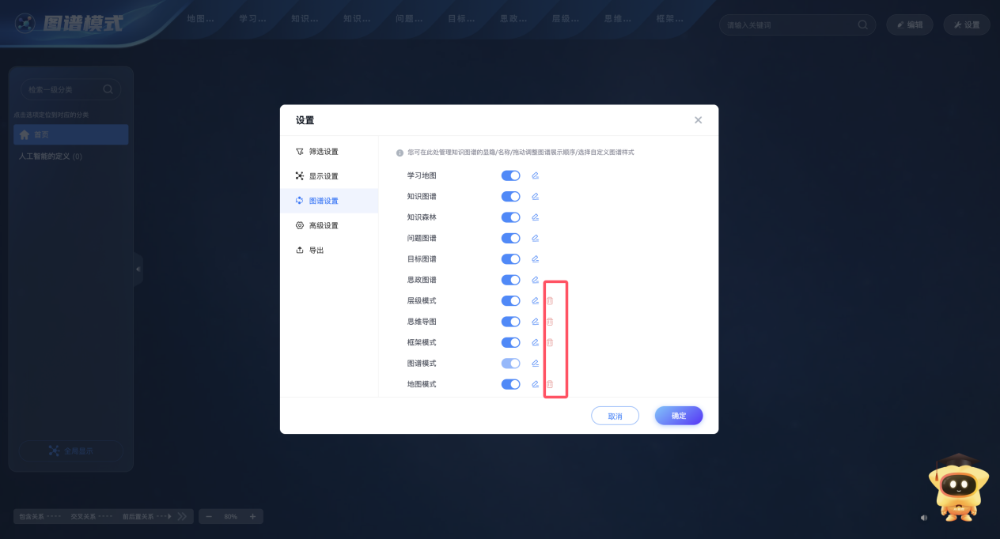 图谱模式
地图... 学习... 知识... 知识... 问题... 目标... 思政... 层级... 思维... 框架...
请输入关键词
编辑
设置
检索一级分类
点击选项定位到对应的分类
首页
人工智能的定义 (0)
全局显示
设置
筛选设置
显示设置
图谱设置
高级设置
导出
您可在此处管理知识图谱的显隐/名称/拖动调整图谱展示顺序/选择自定义图谱样式
学习地图
知识图谱
知识森林
问题图谱
目标图谱
思政图谱
层级模式
思维导图
框架模式
图谱模式
地图模式
取消
确定
包含关系 交叉关系 前后置关系
80%